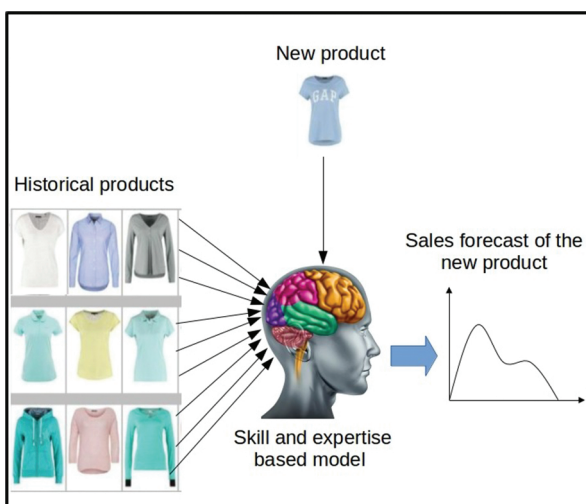 New product
GAP
Historical products
Sales forecast of the
new product
Skill and expertise
based model